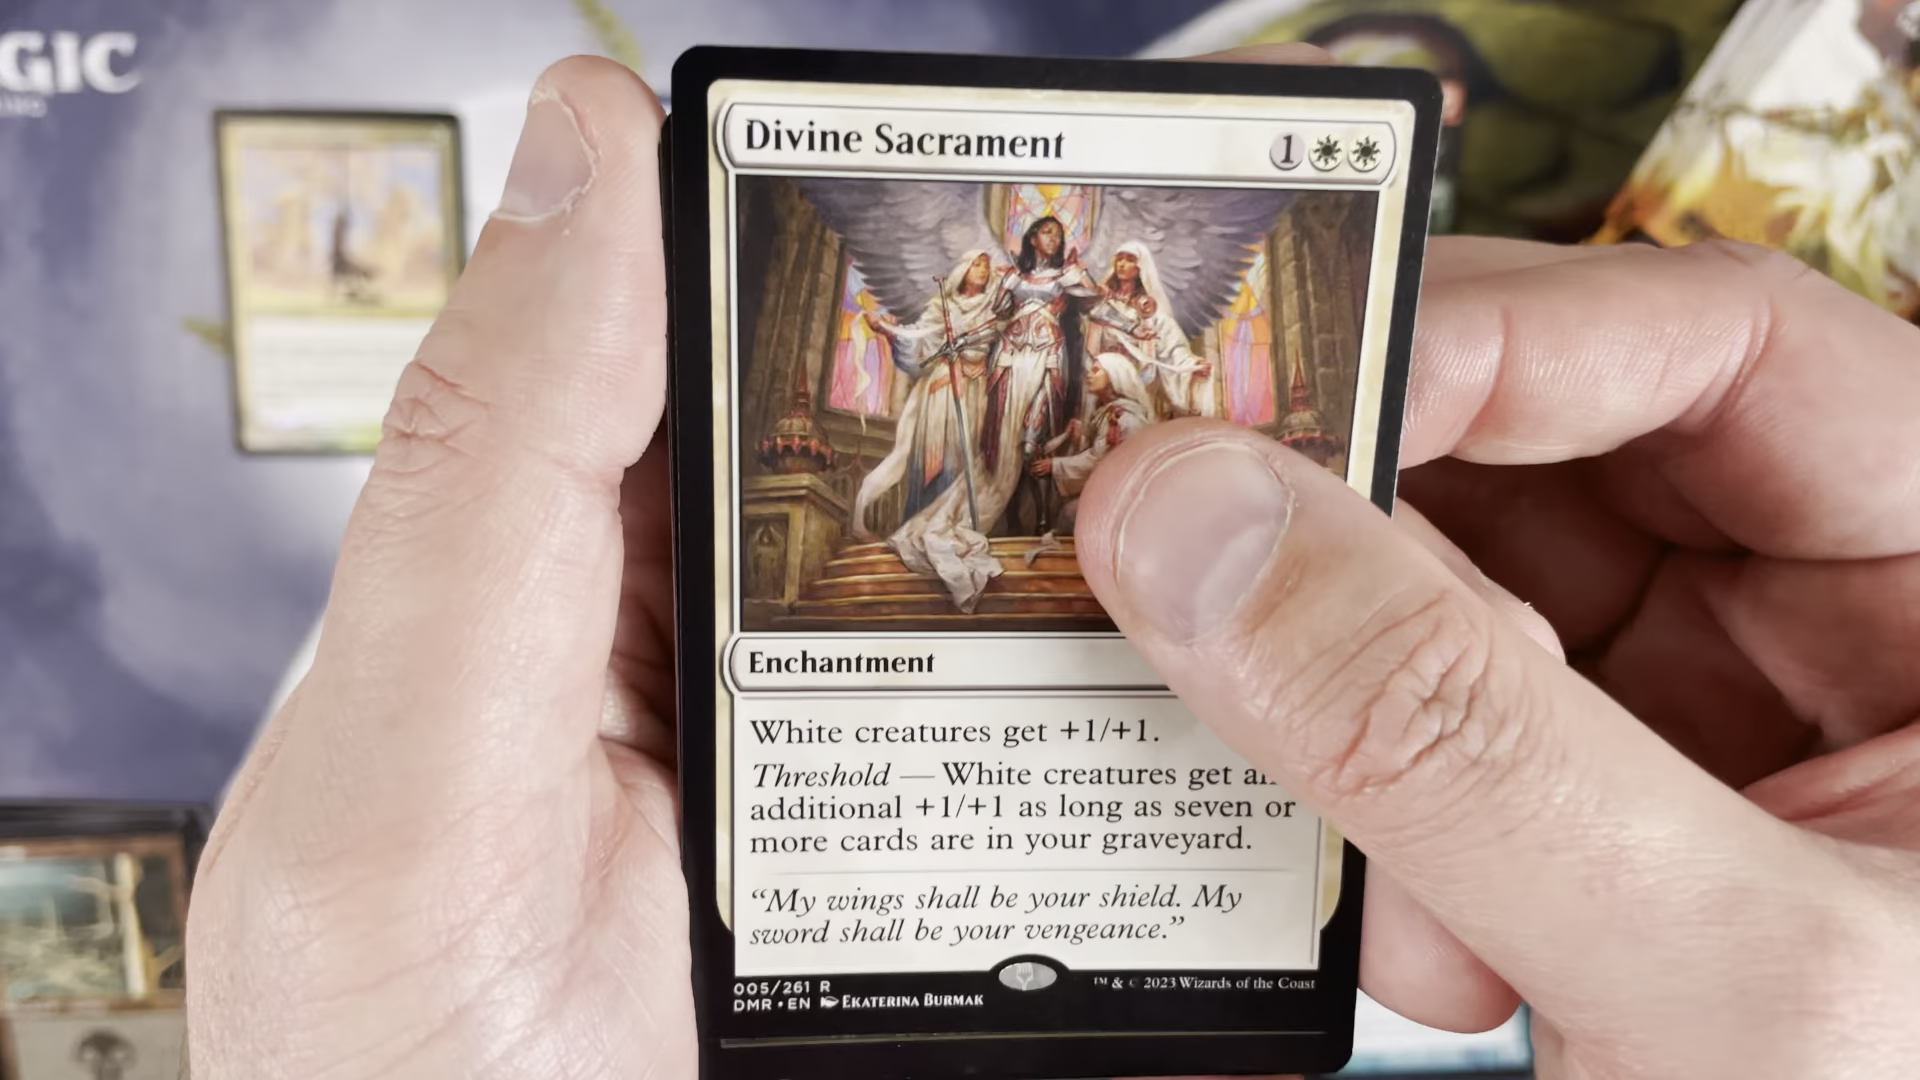 GIC
Divine Sacrament 1
Enchantment
White creatures get +1/+1.
Threshold — White creatures get an
additional +1/+1 as long as seven or
more cards are in your graveyard.
“My wings shall be your shield. My
sword shall be your vengeance.”
005/261 R
DMR • EN EKATERINA BURMAK
™ & © 2023 Wizards of the Coast